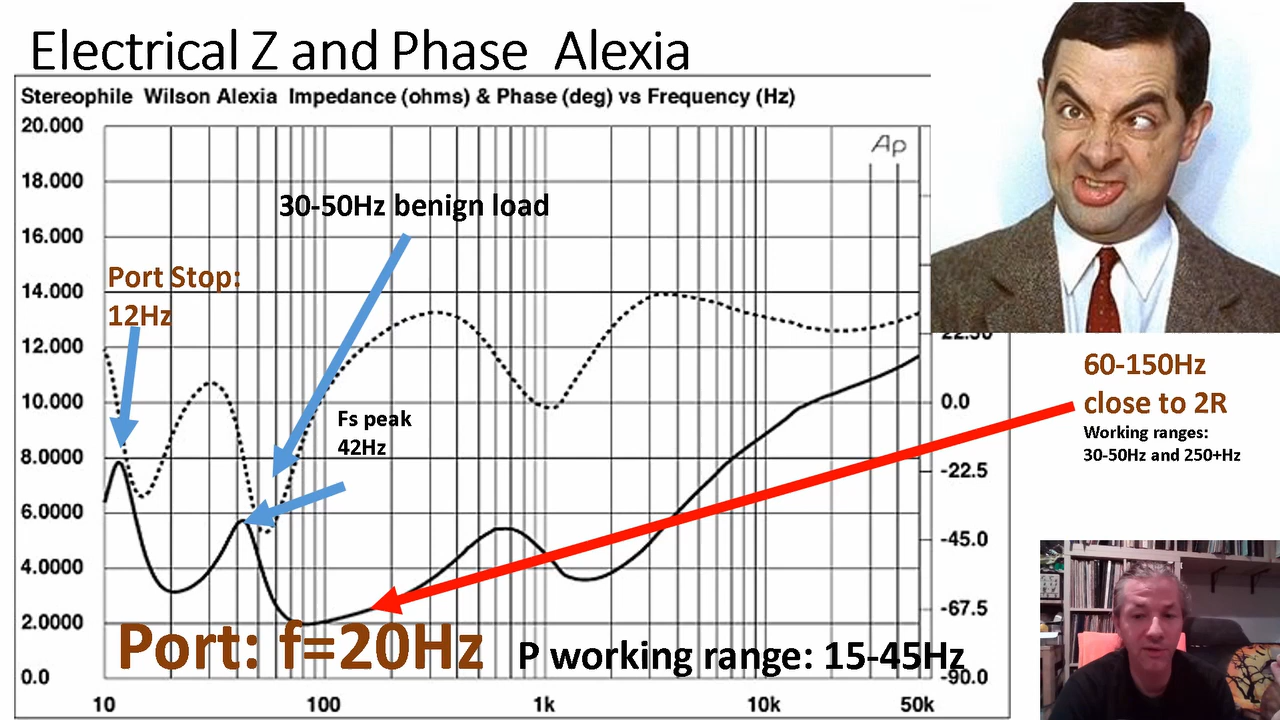 Electrical Z and Phase Alexia
Stereophile Wilson Alexia Impedance (ohms) & Phase (deg) vs Frequency (Hz)
20.000
18.000
16.000
14.000
12.000
10.000
8.0000
6.0000
4.0000
2.0000
0.0
Ap
30-50Hz benign load
Port Stop:
12Hz
Fs peak
42Hz
22.50
0.0
-22.5
-45.0
-67.5
-90.0
60-150Hz
close to 2R
Working ranges:
30-50Hz and 250+Hz
Port: f=20Hz
P working range: 15-45Hz
10
100
1k
10k
50k